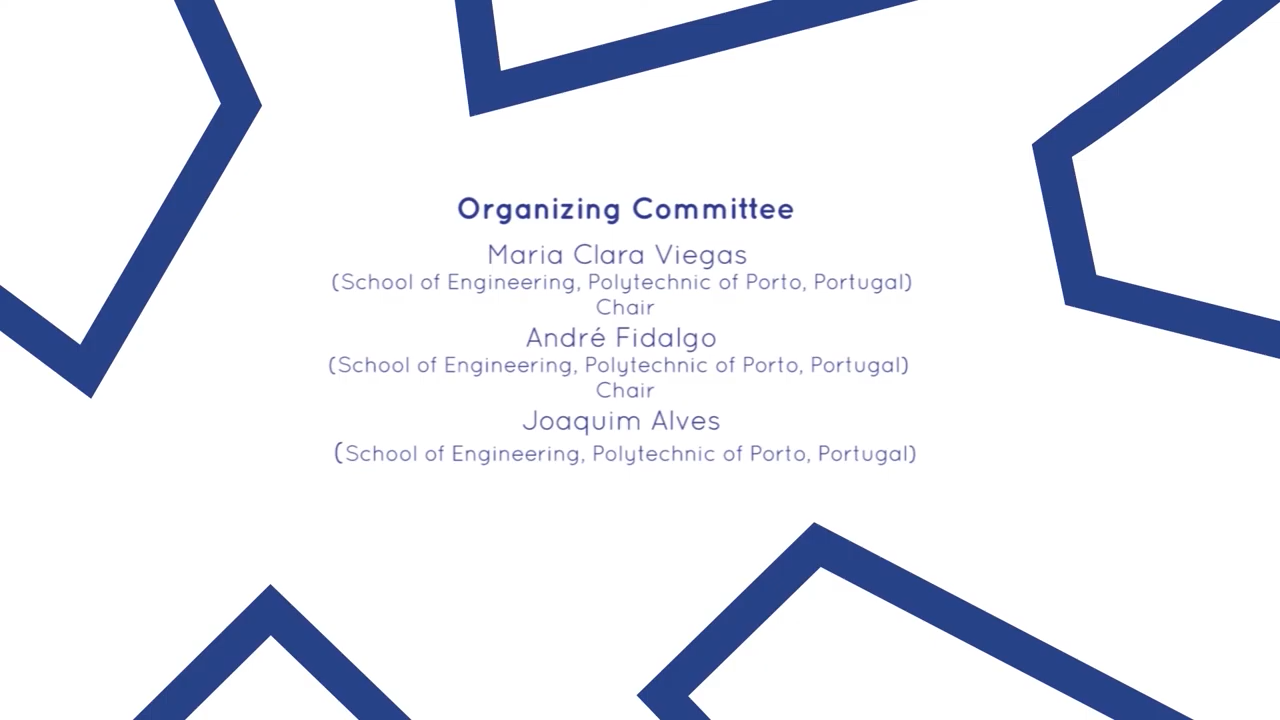 Organizing Committee
Maria Clara Viegas
(School of Engineering, Polytechnic of Porto, Portugal)
Chair
André Fidalgo
(School of Engineering, Polytechnic of Porto, Portugal)
Chair
Joaquim Alves
(School of Engineering, Polytechnic of Porto, Portugal)